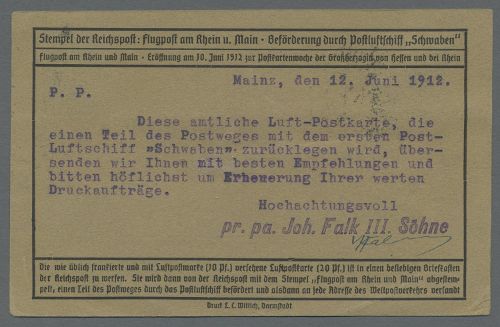 Stempel der Reichspost: Flugpost am Rhein u. Main · Beförderung durch Postluftschiff „Schwaben“
Flugpost am Rhein und Main · Eröffnung am 10. Juni 1912 zur Postkartenwoche der Großherzogin von Hessen und bei Rhein
Mainz, den 12. Juni 1912.
P. P.
Diese amtliche Luft-Postkarte, die
einen Teil des Postweges mit dem ersten Post-
Luftschiff »Schwaben« zurücklegen wird, über-
senden wir Ihnen mit besten Empfehlungen und
bitten höflichst um Erneuerung Ihrer werten
Druckaufträge.
Hochachtungsvoll
pr. pa. Joh. Falk III. Söhne
Die wie üblich frankierte und mit Luftpostmarke (10 Pf.) versehene Luftpostkarte (20 Pf.) ist in einen beliebigen Briefkasten
der Reichspost zu werfen. Sie wird dann von der Reichspost mit dem Stempel „Flugpost am Rhein und Main“ abgestem-
pelt, einen Teil des Postweges durch das Postluftschiff befördert und alsdann an jede Adresse des Weltpostverkehrs versandt
Druck L. C. Wittich, Darmstadt.